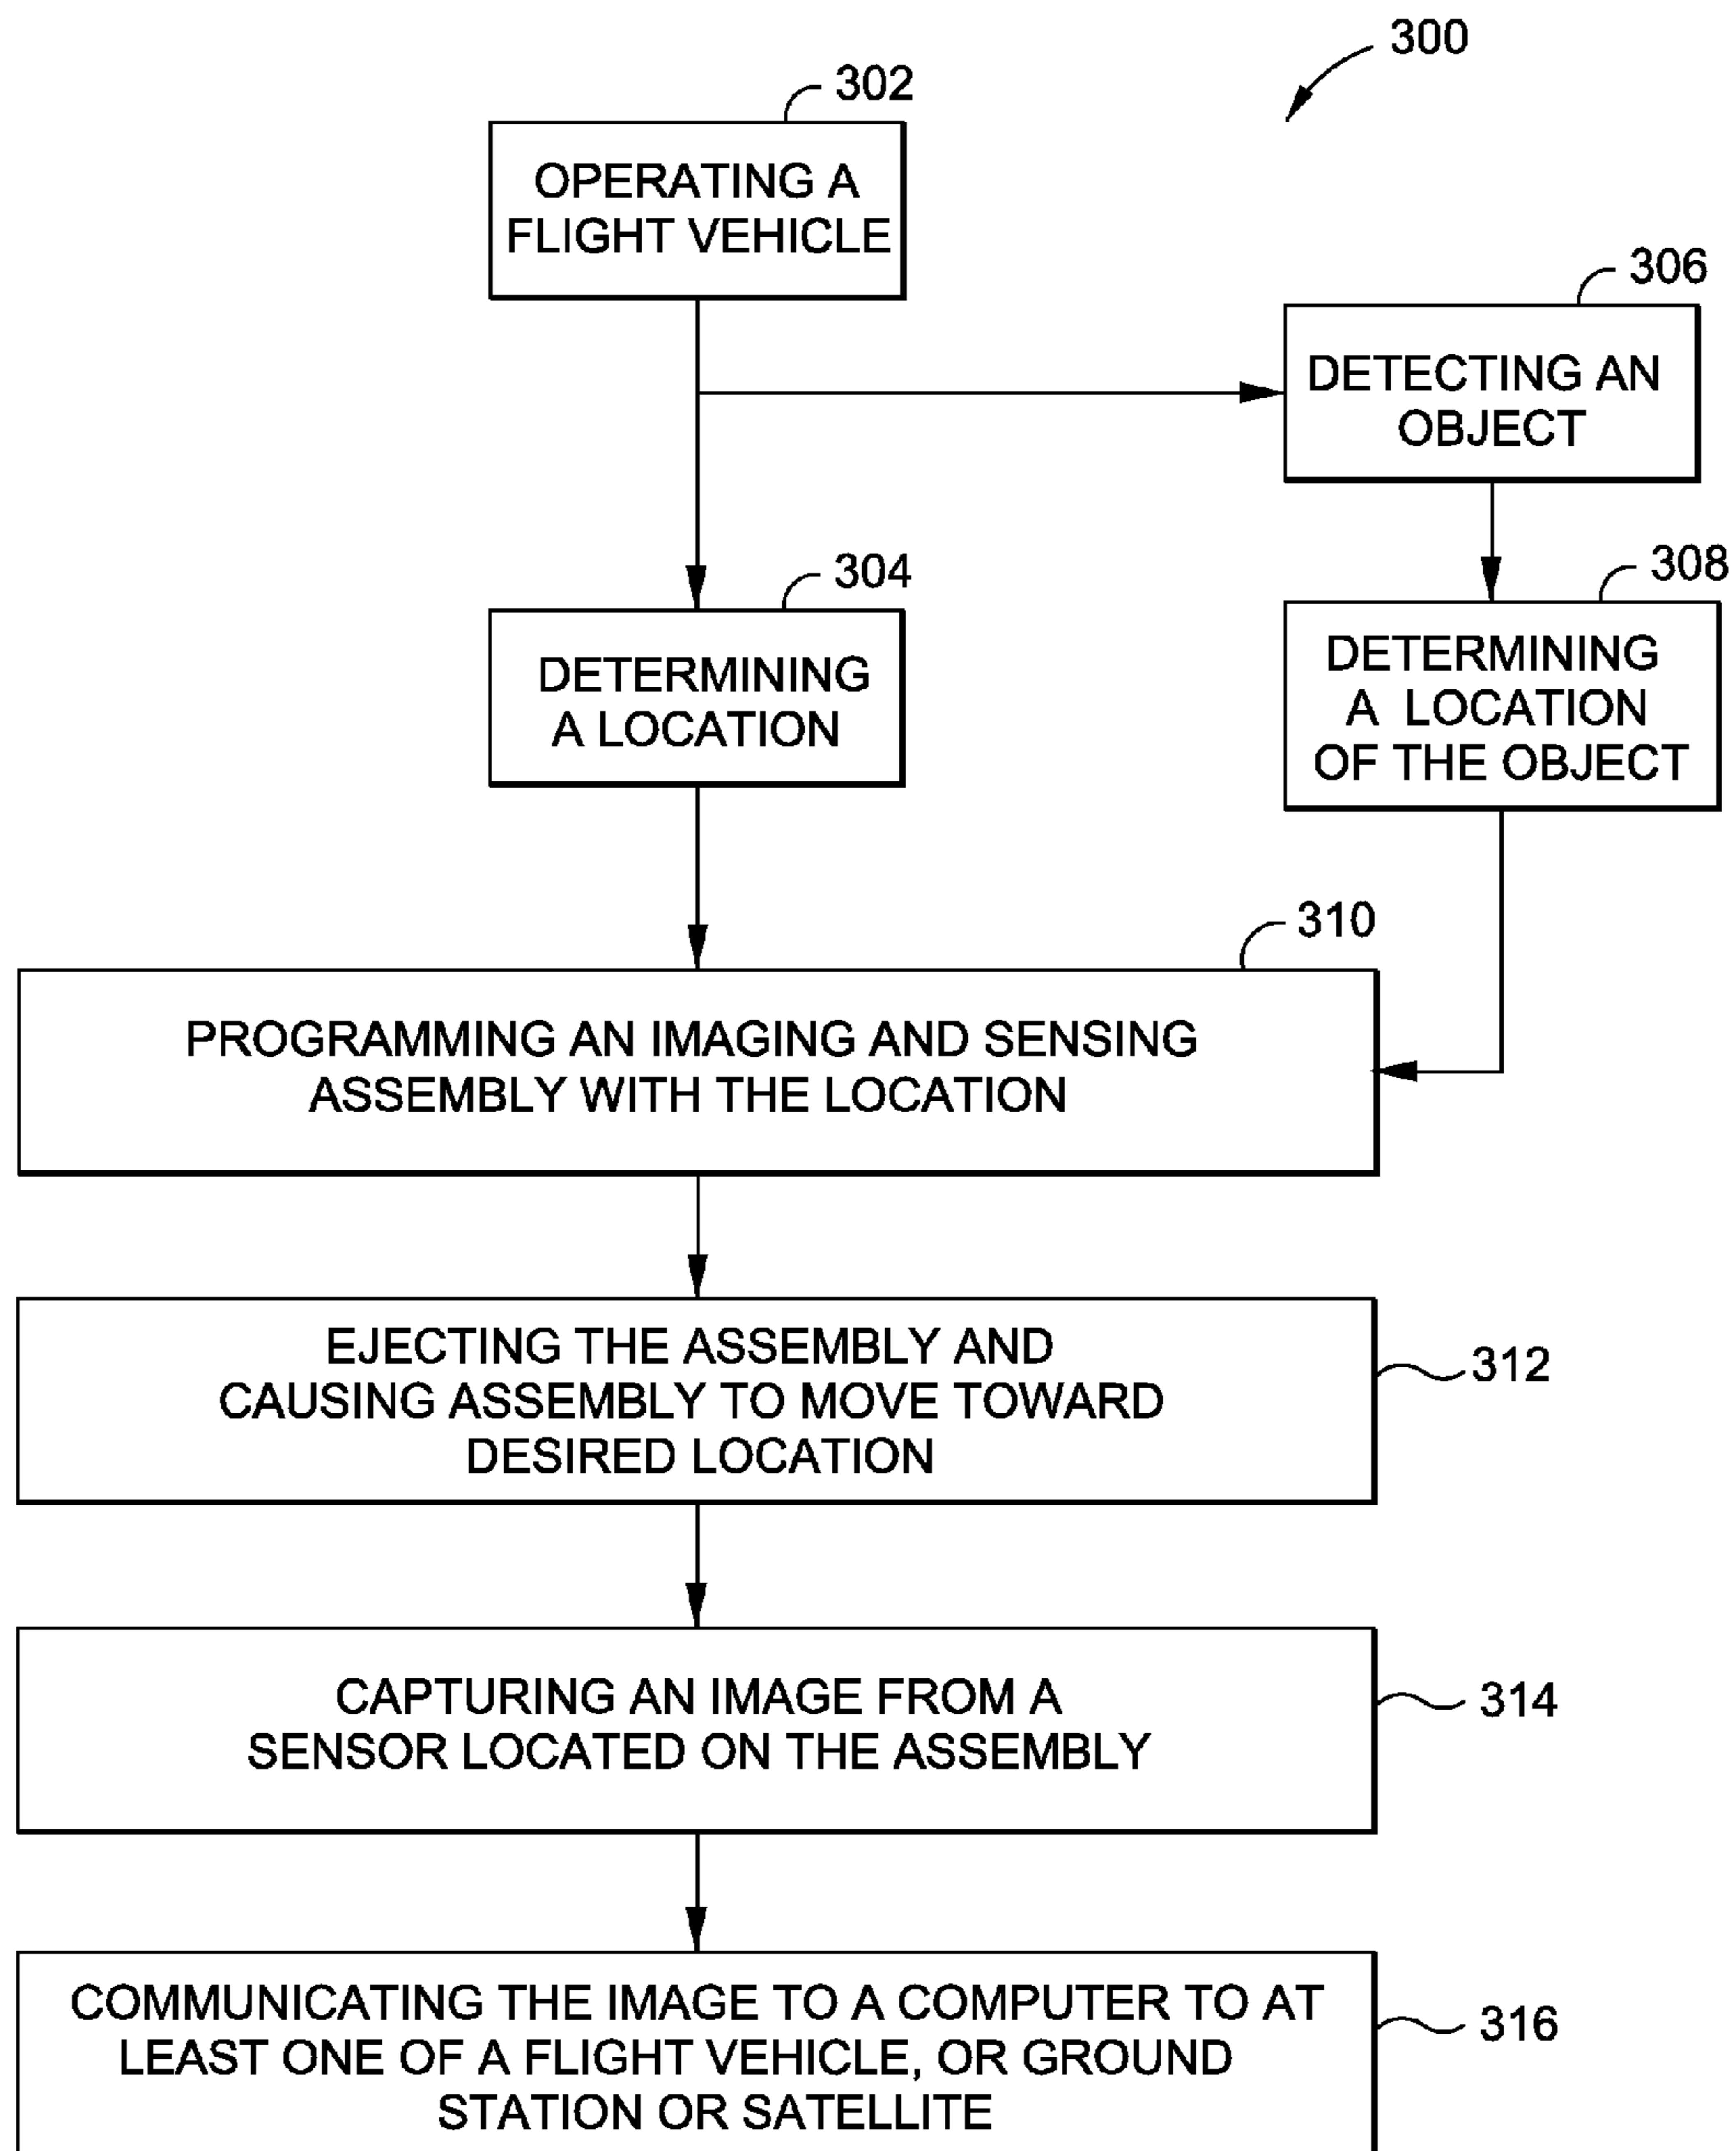 300
302
OPERATING A
FLIGHT VEHICLE
306
DETECTING AN
OBJECT
304
DETERMINING
A LOCATION
308
DETERMINING
A LOCATION
OF THE OBJECT
310
PROGRAMMING AN IMAGING AND SENSING
ASSEMBLY WITH THE LOCATION
EJECTING THE ASSEMBLY AND
CAUSING ASSEMBLY TO MOVE TOWARD
DESIRED LOCATION
312
CAPTURING AN IMAGE FROM A
SENSOR LOCATED ON THE ASSEMBLY
314
COMMUNICATING THE IMAGE TO A COMPUTER TO AT
LEAST ONE OF A FLIGHT VEHICLE, OR GROUND
STATION OR SATELLITE
316